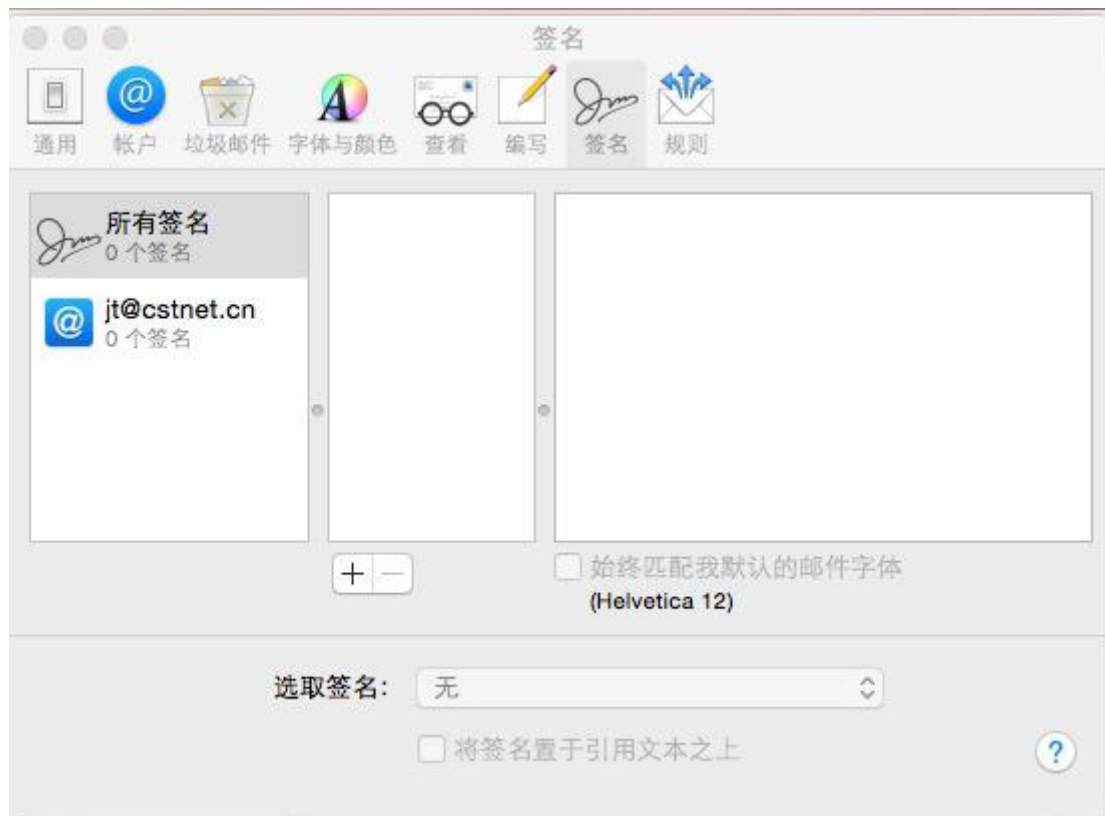 签名
通用 帐户 垃圾邮件 字体与颜色 查看 编写 签名 规则
所有签名
0 个签名
jt@cstnet.cn
0 个签名
始终匹配我默认的邮件字体
(Helvetica 12)
选取签名: 无
将签名置于引用文本之上